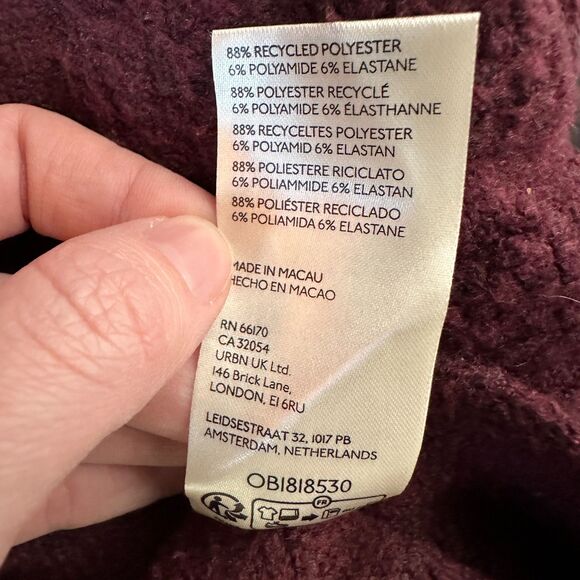 88% RECYCLED POLYESTER
6% POLYAMIDE 6% ELASTANE
88% POLYESTER RECYCLÉ
6% POLYAMIDE 6% ÉLASTHANNE
88% RECYCELTES POLYESTER
6% POLYAMID 6% ELASTAN
88% POLIESTERE RICICLATO
6% POLIAMMIDE 6% ELASTAN
88% POLIÉSTER RECICLADO
6% POLIAMIDA 6% ELASTANE
MADE IN MACAU
HECHO EN MACAO
RN 66170
CA 32054
URBN UK Ltd.
146 Brick Lane,
LONDON, E1 6RU
LEIDSESTRAAT 32, 1017 PB
AMSTERDAM, NETHERLANDS
OB1818530
FR